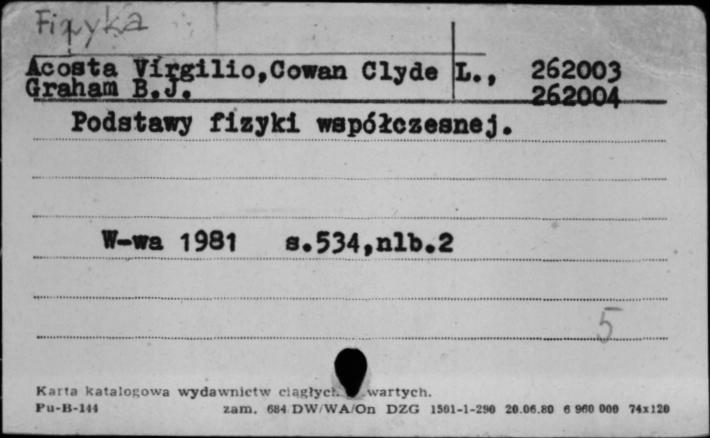 Fizyka
Acosta Virgilio,Cowan Clyde L., 262003
Graham B.J. 262004
Podstawy fizyki współczesnej.
W-wa 1981 s.534,nlb.2
5
Karta katalogowa wydawnictw ciągłych wartych.
Pu-B-144 zam. 684 DW/WA/On DZG 1501-1-290 20.06.80 6 960 000 74x120